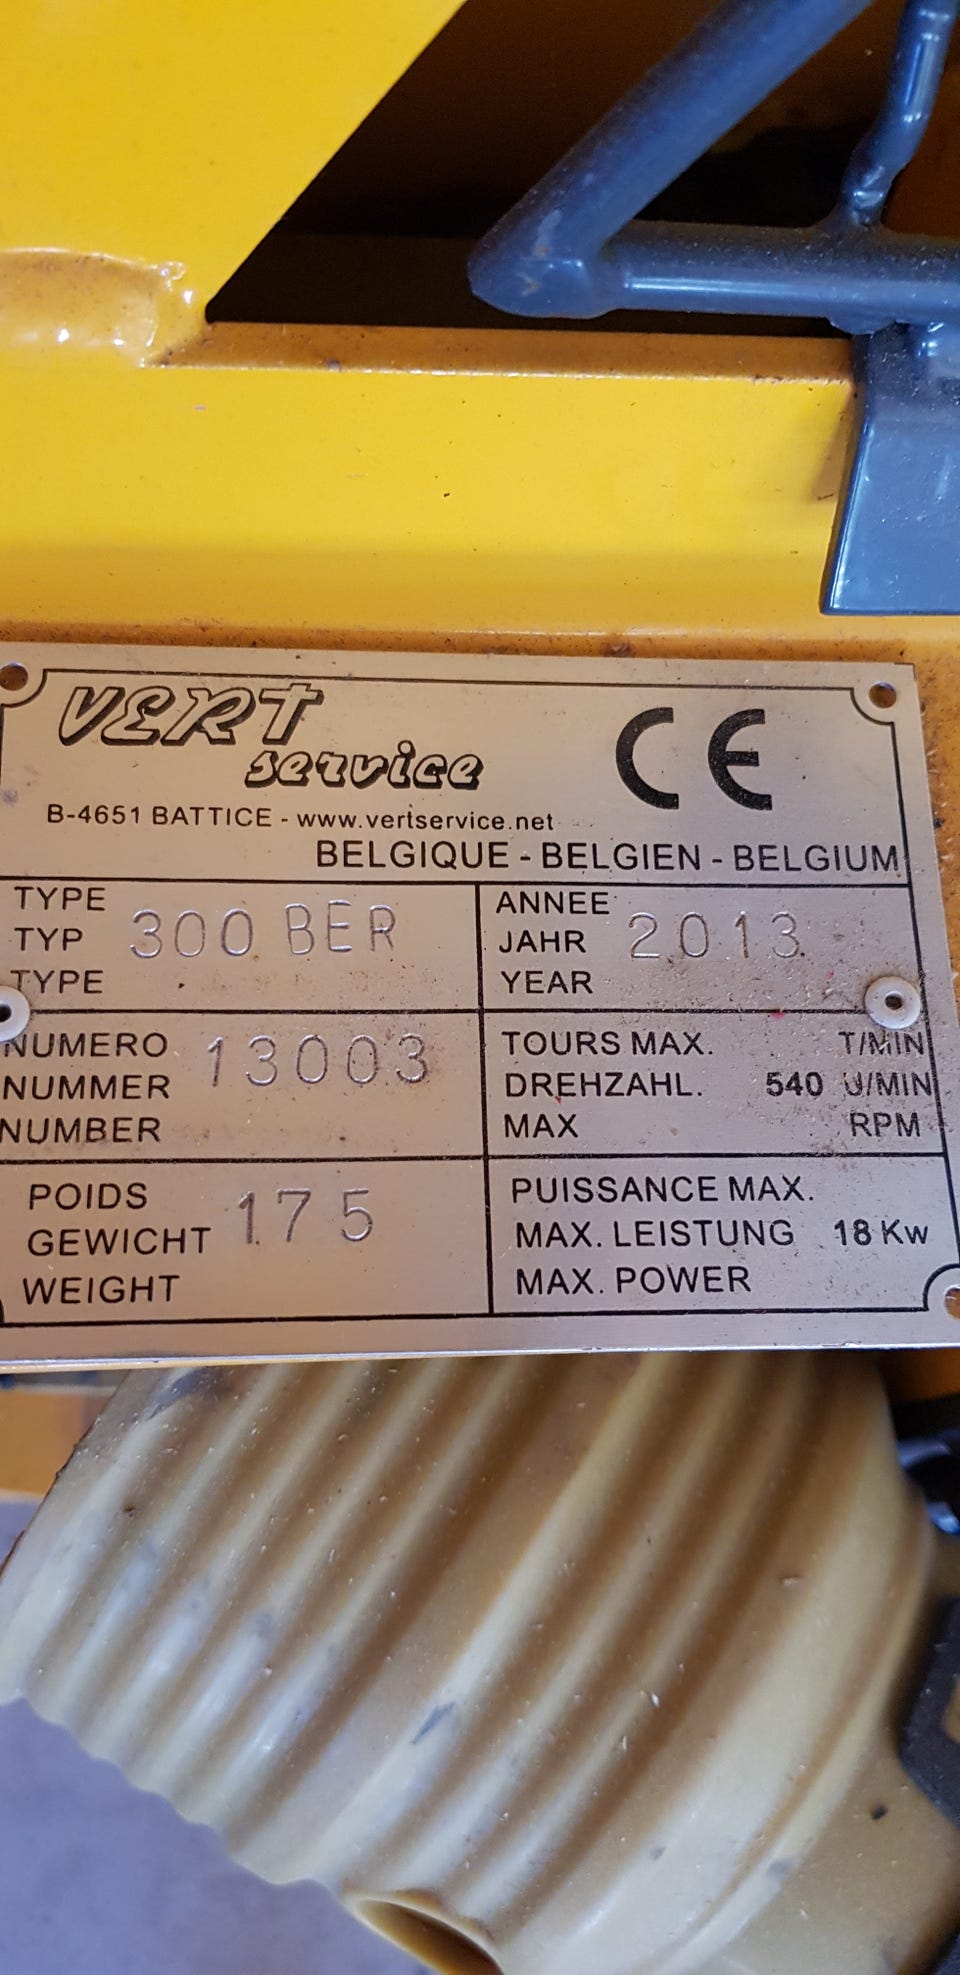 VERT
service
CE
B-4651 BATTICE - www.vertservice.net
BELGIQUE - BELGIEN - BELGIUM
TYPE
TYP 300 BER
TYPE
ANNEE
JAHR 2013
YEAR
NUMERO
NUMMER 13003
NUMBER
TOURS MAX. T/MIN
DREHZAHL. 540 U/MIN
MAX RPM
POIDS
GEWICHT 175
WEIGHT
PUISSANCE MAX.
MAX. LEISTUNG 18 Kw
MAX. POWER